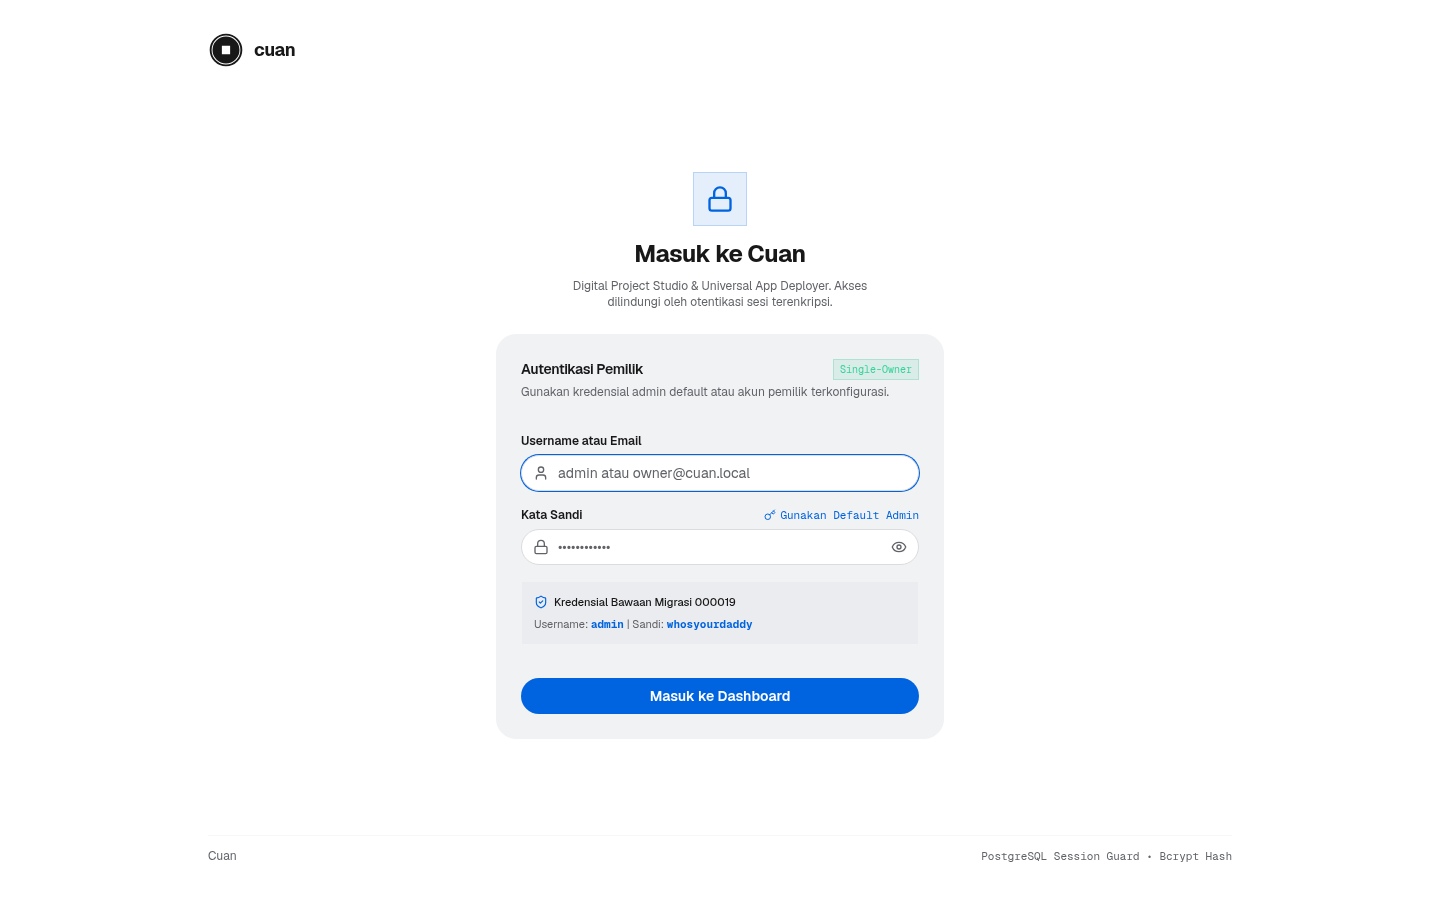 cuan
Masuk ke Cuan
Digital Project Studio & Universal App Deployer. Akses
dilindungi oleh otentikasi sesi terenkripsi.
Autentikasi Pemilik
Single-Owner
Gunakan kredensial admin default atau akun pemilik terkonfigurasi.
Username atau Email
admin atau owner@cuan.local
Kata Sandi
Gunakan Default Admin
••••••••••••
Kredensial Bawaan Migrasi 000019
Username: admin | Sandi: whosyourdaddy
Masuk ke Dashboard
Cuan
PostgreSQL Session Guard • Bcrypt Hash